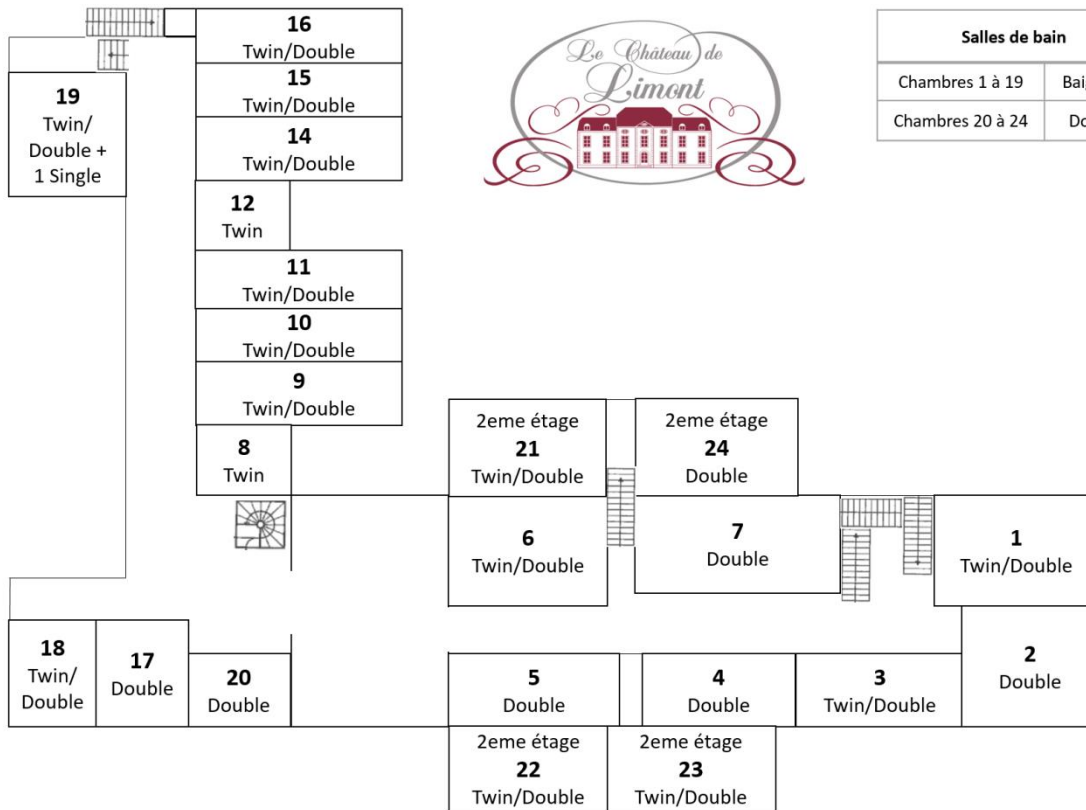 16
Twin/Double
15
Twin/Double
14
Twin/Double
12
Twin
11
Twin/Double
10
Twin/Double
9
Twin/Double
8
Twin
19
Twin/
Double +
1 Single
Le Château de
Limont
Salles de bain
Chambres 1 à 19
Chambres 20 à 24
2eme étage
21
Twin/Double
2eme étage
24
Double
6
Twin/Double
7
Double
1
Twin/Double
18
Twin/
Double
17
Double
20
Double
5
Double
4
Double
3
Twin/Double
2
Double
2eme étage
22
Twin/Double
2eme étage
23
Twin/Double